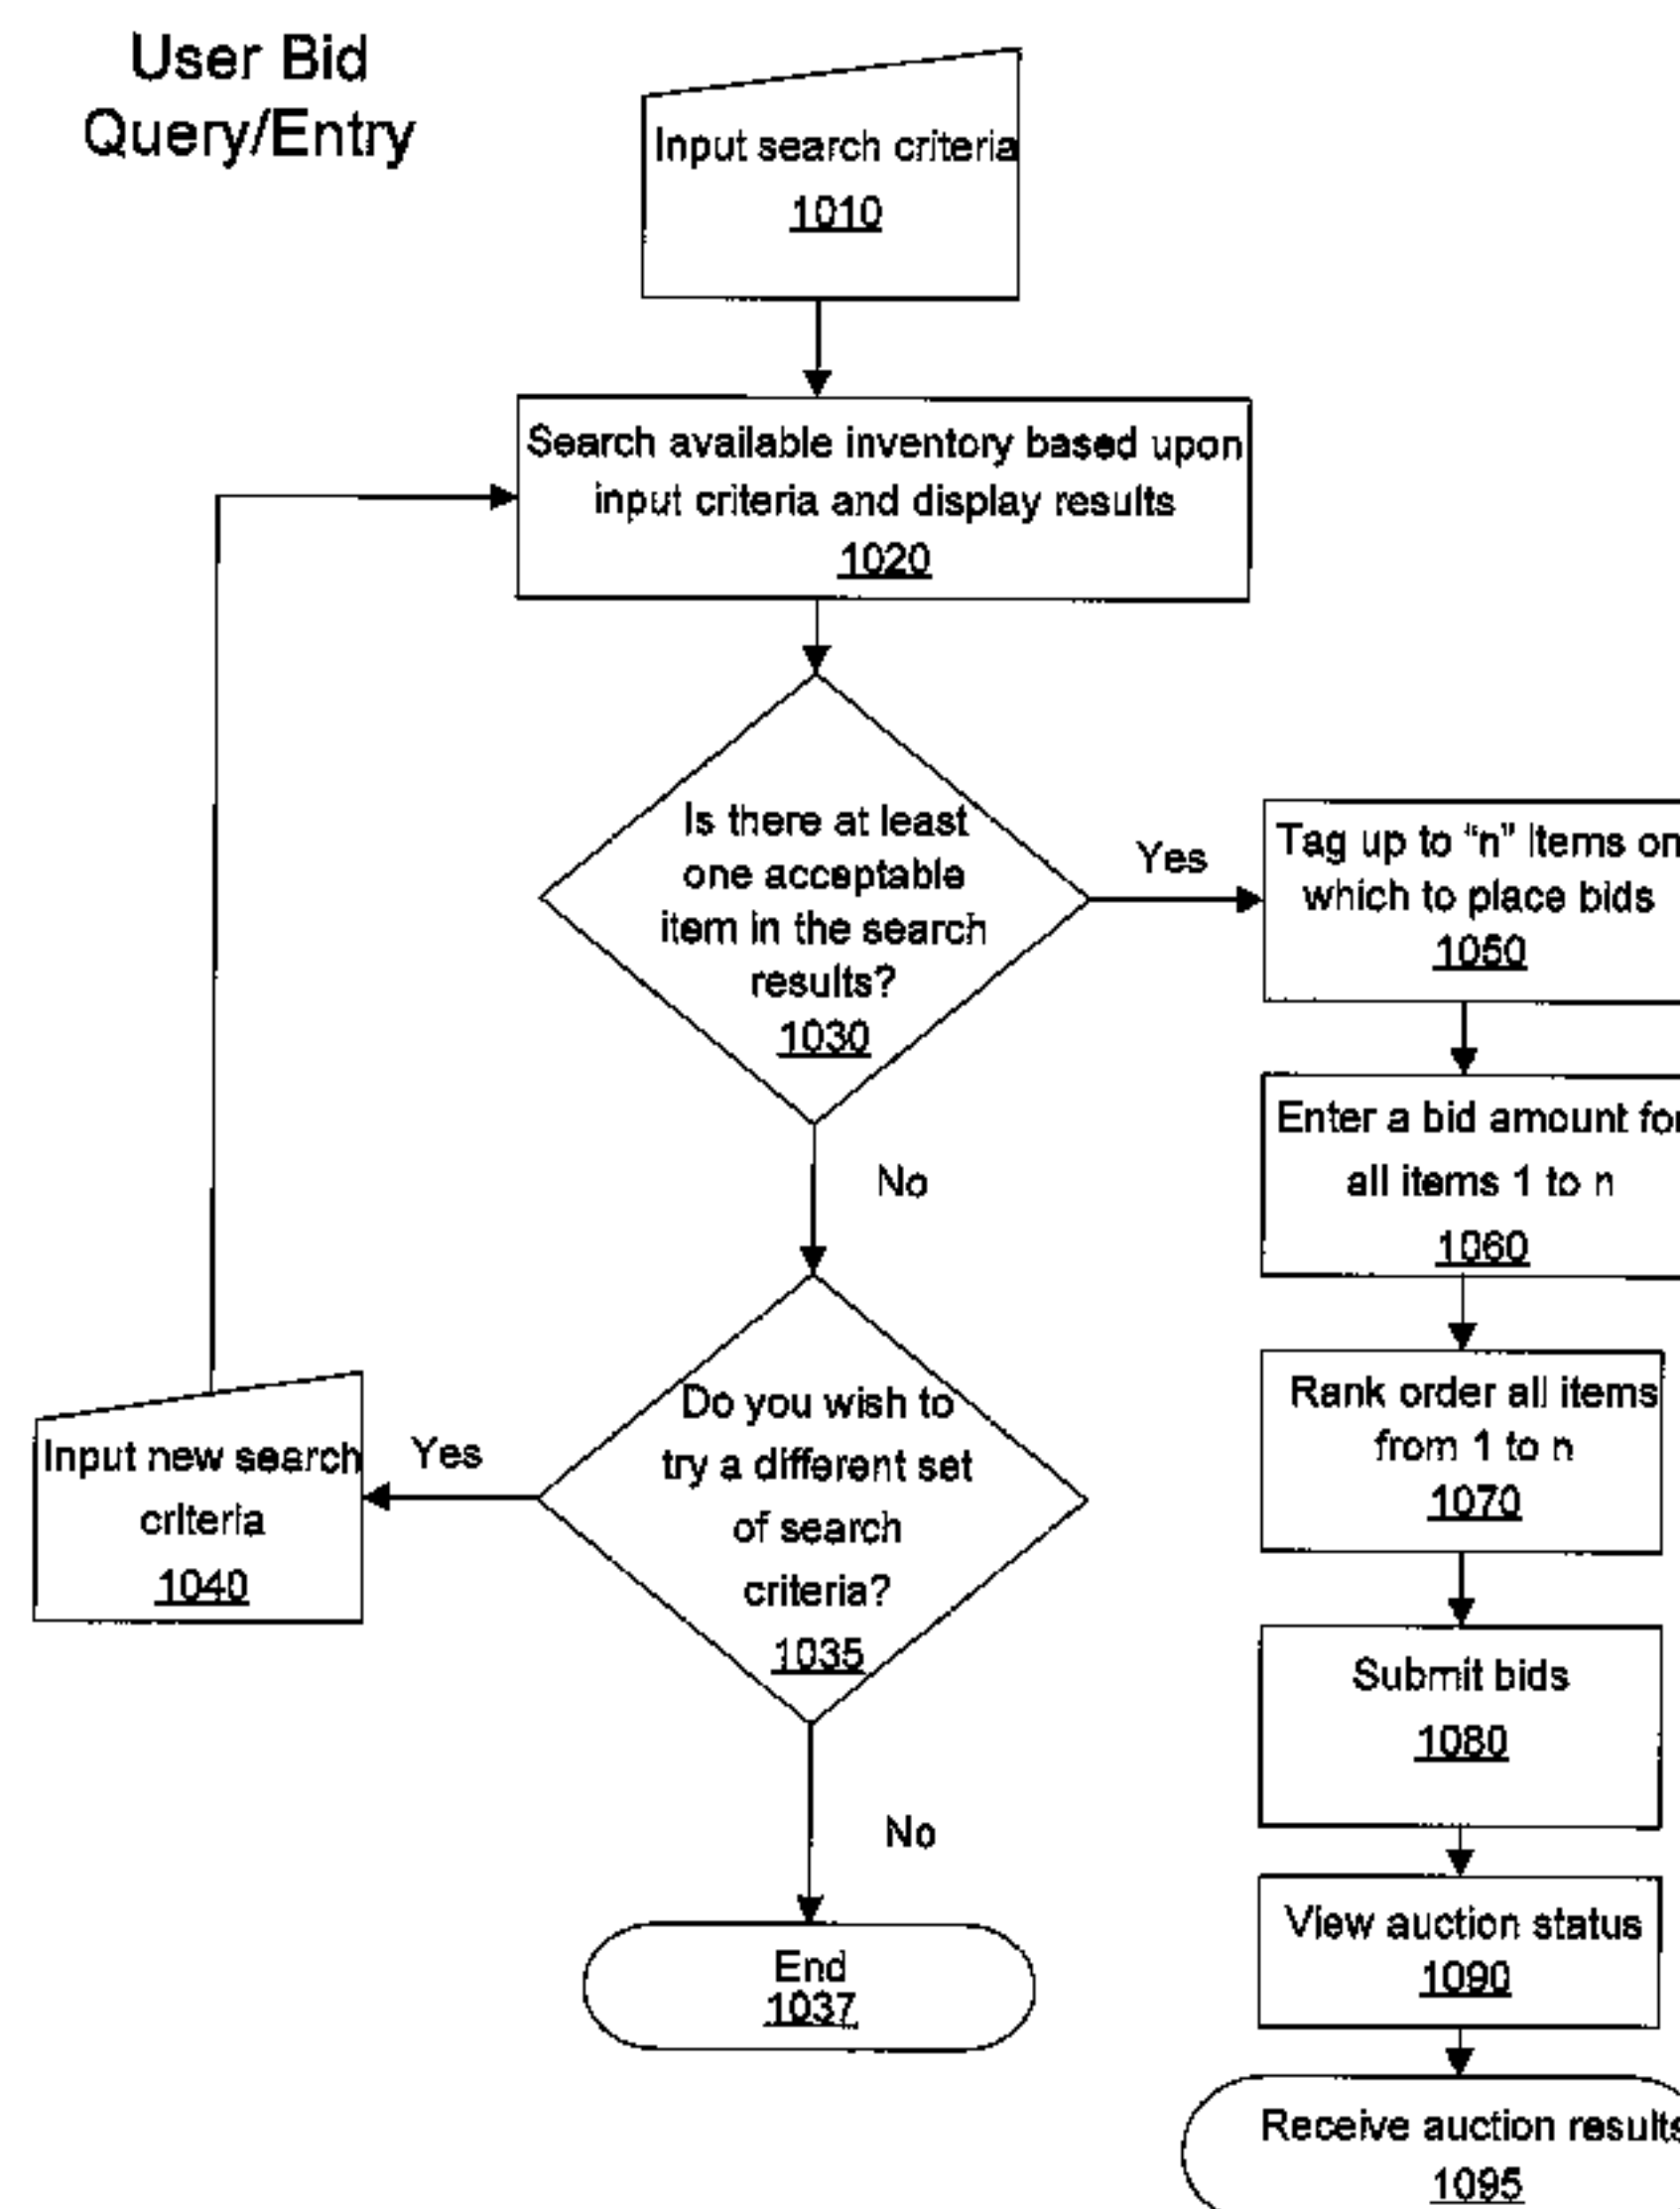 User Bid
Query/Entry
Input search criteria
1010
Search available inventory based upon
input criteria and display results
1020
Is there at least
one acceptable
item in the search
results?
1030
Yes
Tag up to "n" Items on
which to place bids
1050
Enter a bid amount for
all items 1 to n
1060
No
Rank order all items
from 1 to n
1070
Do you wish to
try a different set
of search
criteria?
1035
Yes
Input new search
criteria
1040
Submit bids
1080
No
View auction status
1090
End
1037
Receive auction results
1095